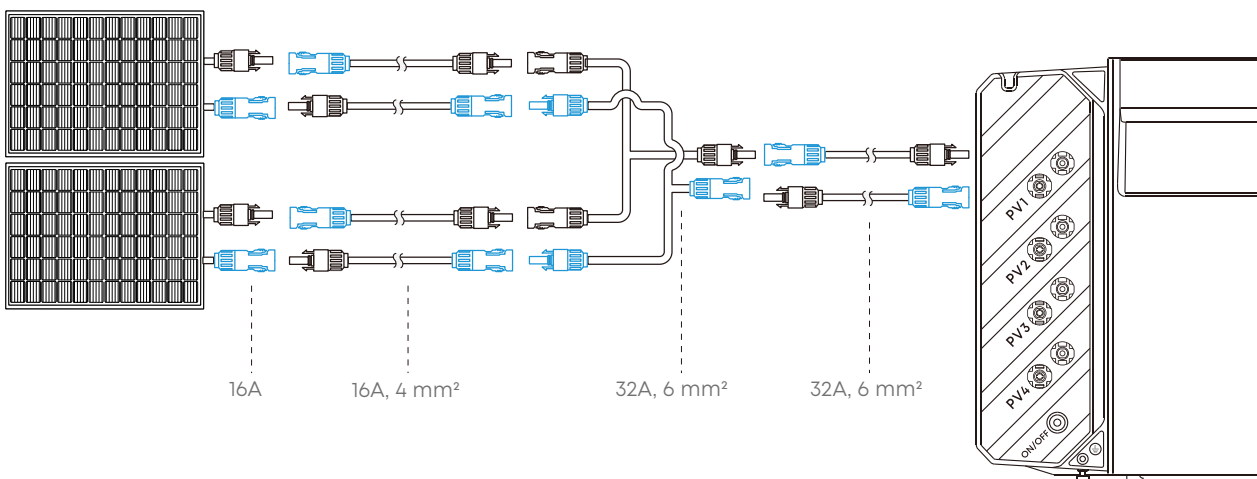 PV1
PV2
PV3
PV4
ON/OFF
16A
16A, 4 mm²
32A, 6 mm²
32A, 6 mm²